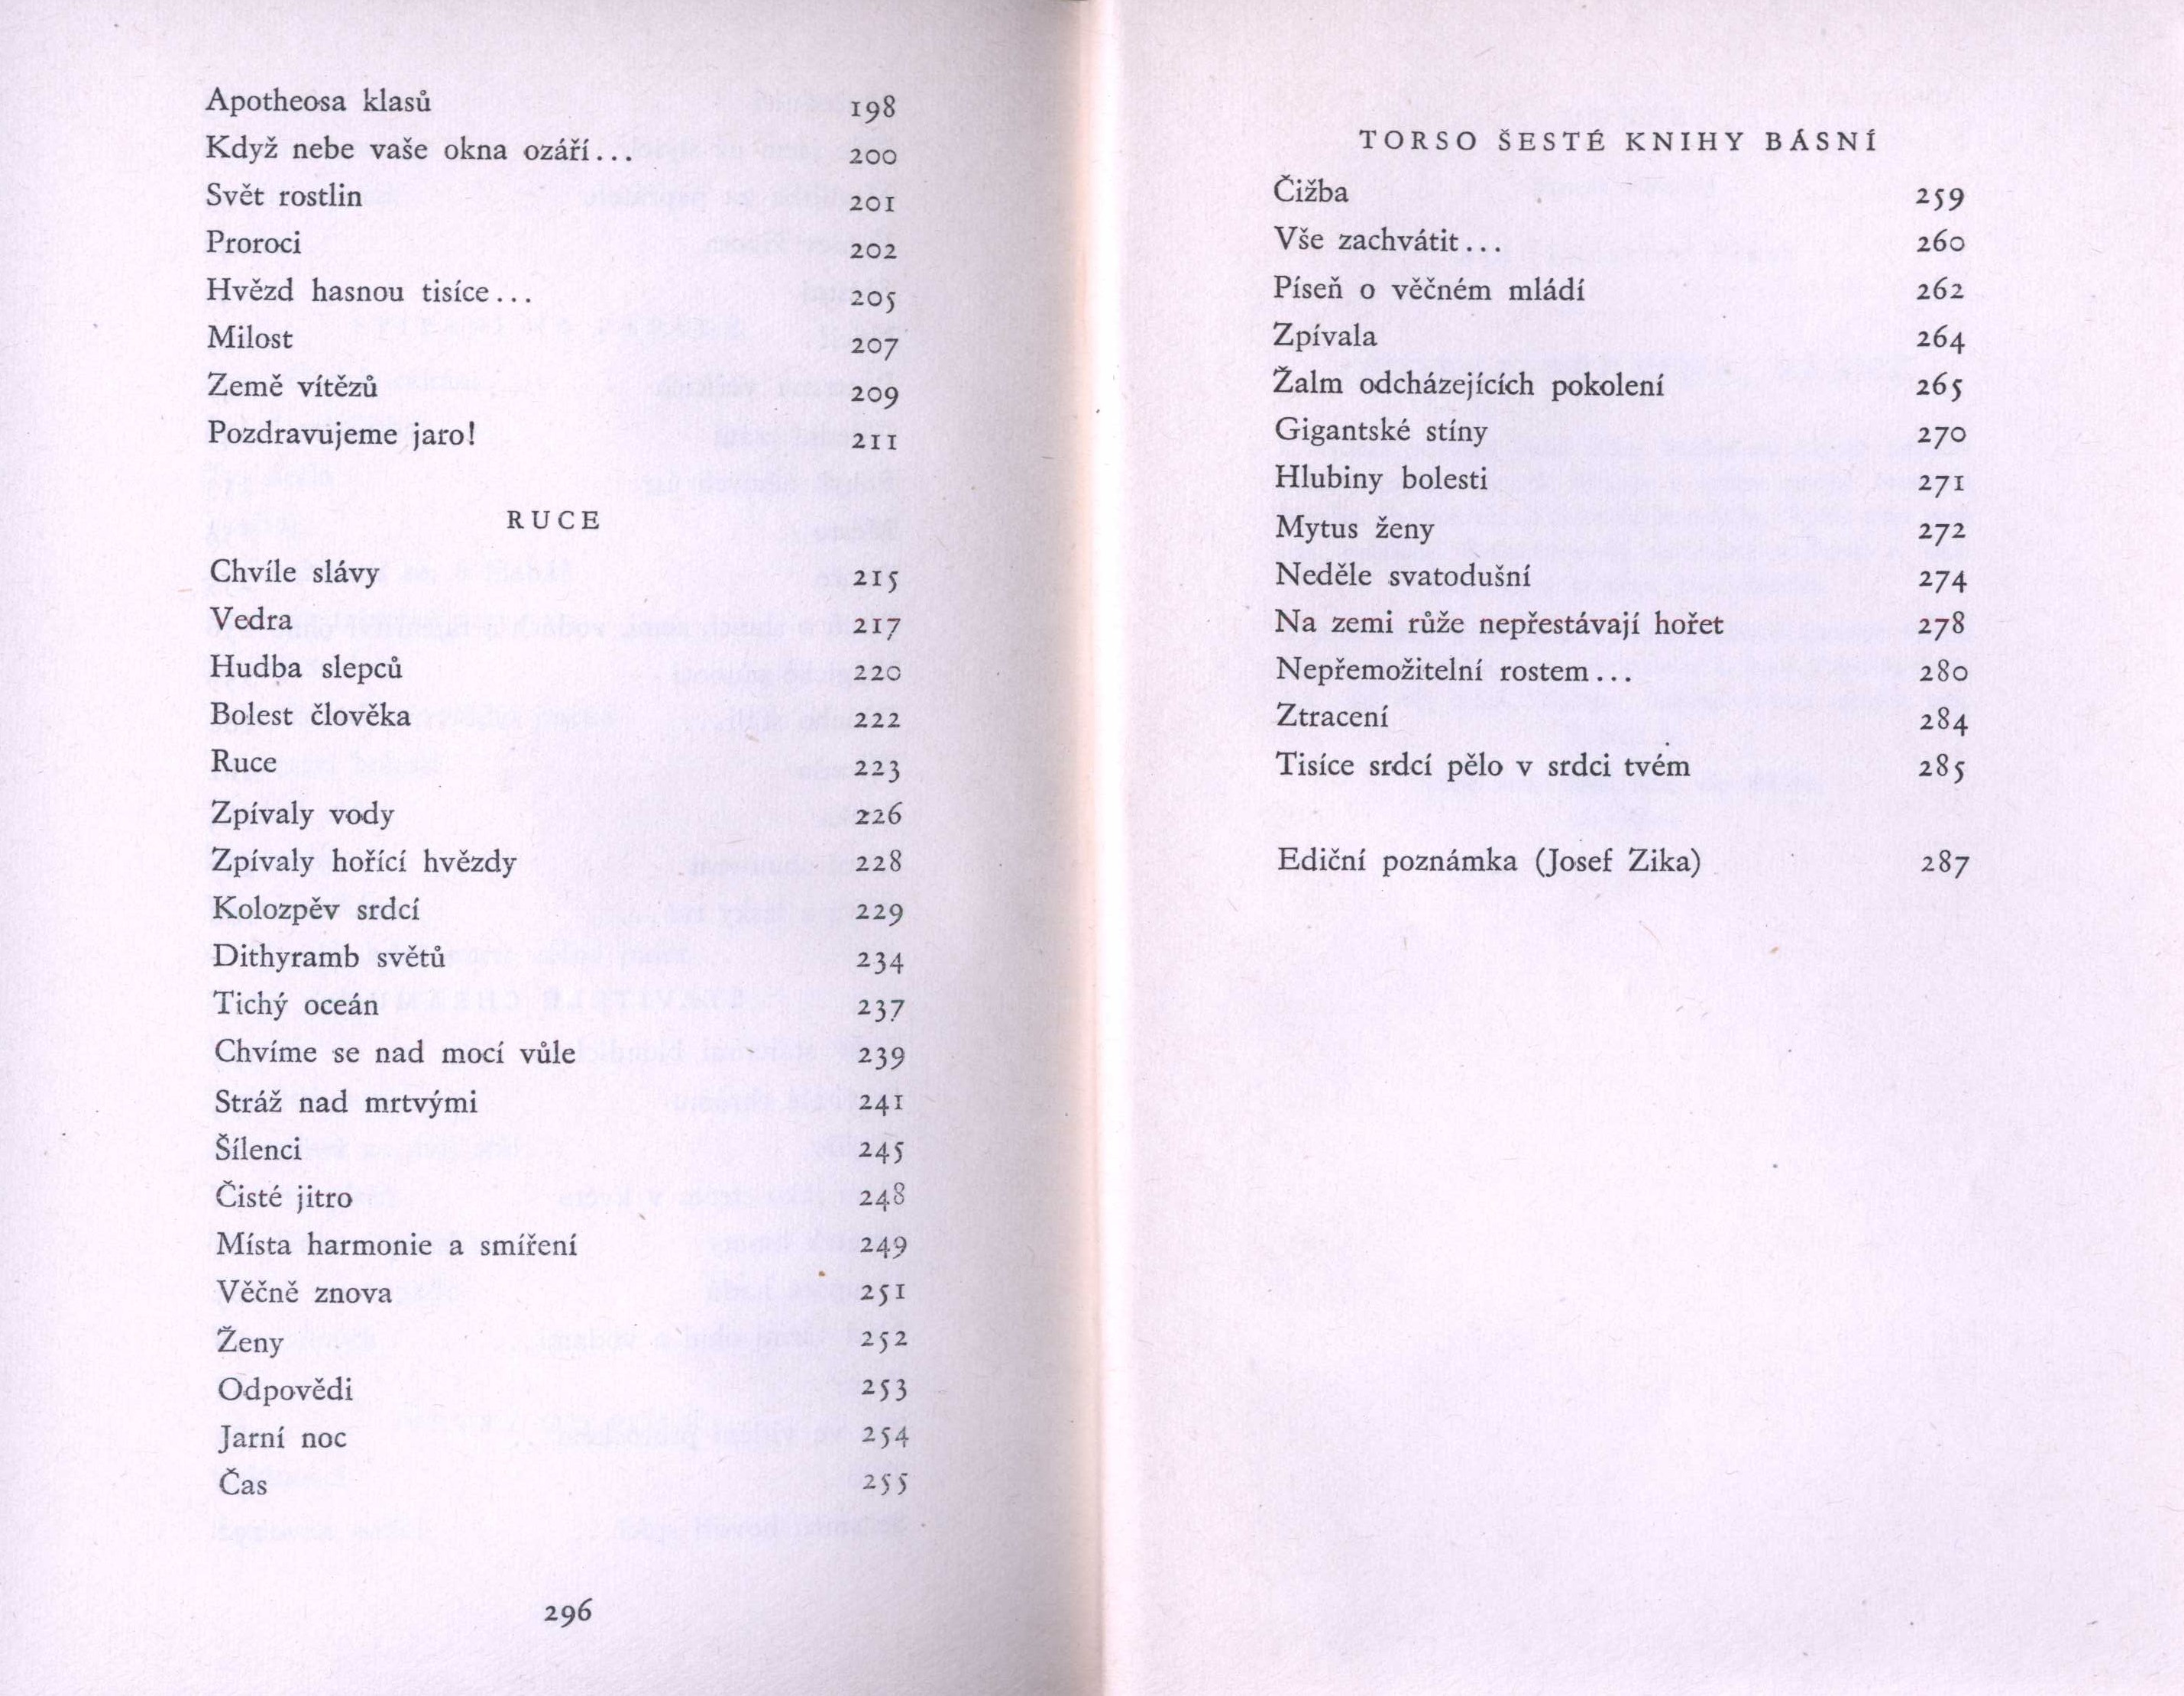 Apotheosa klasů 198
Když nebe vaše okna ozáří... 200
Svět rostlin 201
Proroci 202
Hvězd hasnou tisíce... 205
Milost 207
Země vítězů 209
Pozdravujeme jaro! 211
RUCE
Chvíle slávy 215
Vedra 217
Hudba slepců 220
Bolest člověka 222
Ruce 223
Zpívaly vody 226
Zpívaly hořící hvězdy 228
Kolozpěv srdcí 229
Dithyramb světů 234
Tichý oceán 237
Chvíme se nad mocí vůle 239
Stráž nad mrtvými 241
Šílenci 245
Čisté jitro 248
Místa harmonie a smíření 249
Věčně znova 251
Ženy 252
Odpovědi 253
Jarní noc 254
Čas 255
296
TORSO ŠESTÉ KNIHY BÁSNÍ
Čižba 259
Vše zachvátit... 260
Píseň o věčném mládí 262
Zpívala 264
Žalm odcházejících pokolení 265
Gigantské stíny 270
Hlubiny bolesti 271
Mytus ženy 272
Neděle svatodušní 274
Na zemi růže nepřestávají hořet 278
Nepřemožitelní rostem... 280
Ztracení 284
Tisíce srdcí pělo v srdci tvém 285
Ediční poznámka (Josef Zika) 287